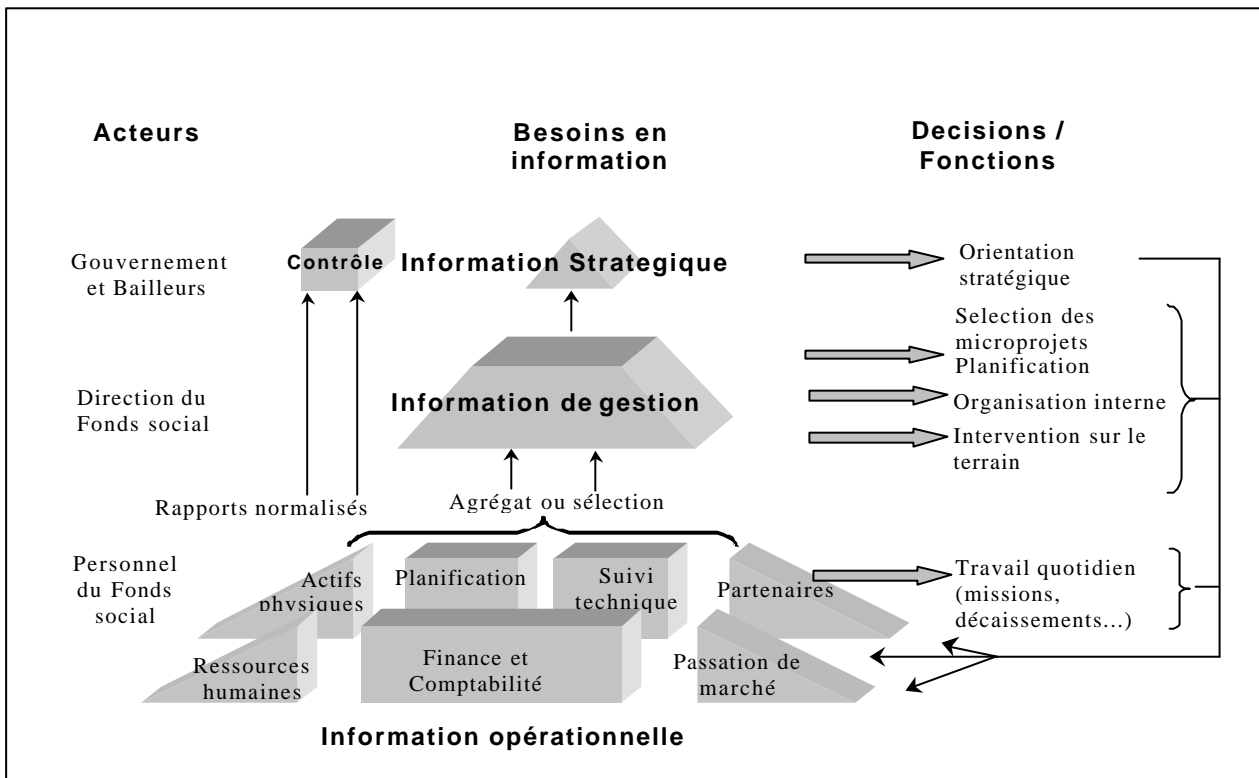 Acteurs
Besoins en
information
Decisions /
Fonctions
Gouvernement
et Bailleurs
Contrôle
Information Strategique
Orientation
stratégique
Selection des
microprojets
Planification
Direction du
Fonds social
Information de gestion
Organisation interne
Intervention sur le
terrain
Rapports normalisés
Agrégat ou sélection
Personnel
du Fonds
social
Actifs
physiques
Planification
Suivi
technique
Partenaires
Travail quotidien
(missions,
décaissements...)
Ressources
humaines
Finance et
Comptabilité
Passation de
marché
Information opérationnelle